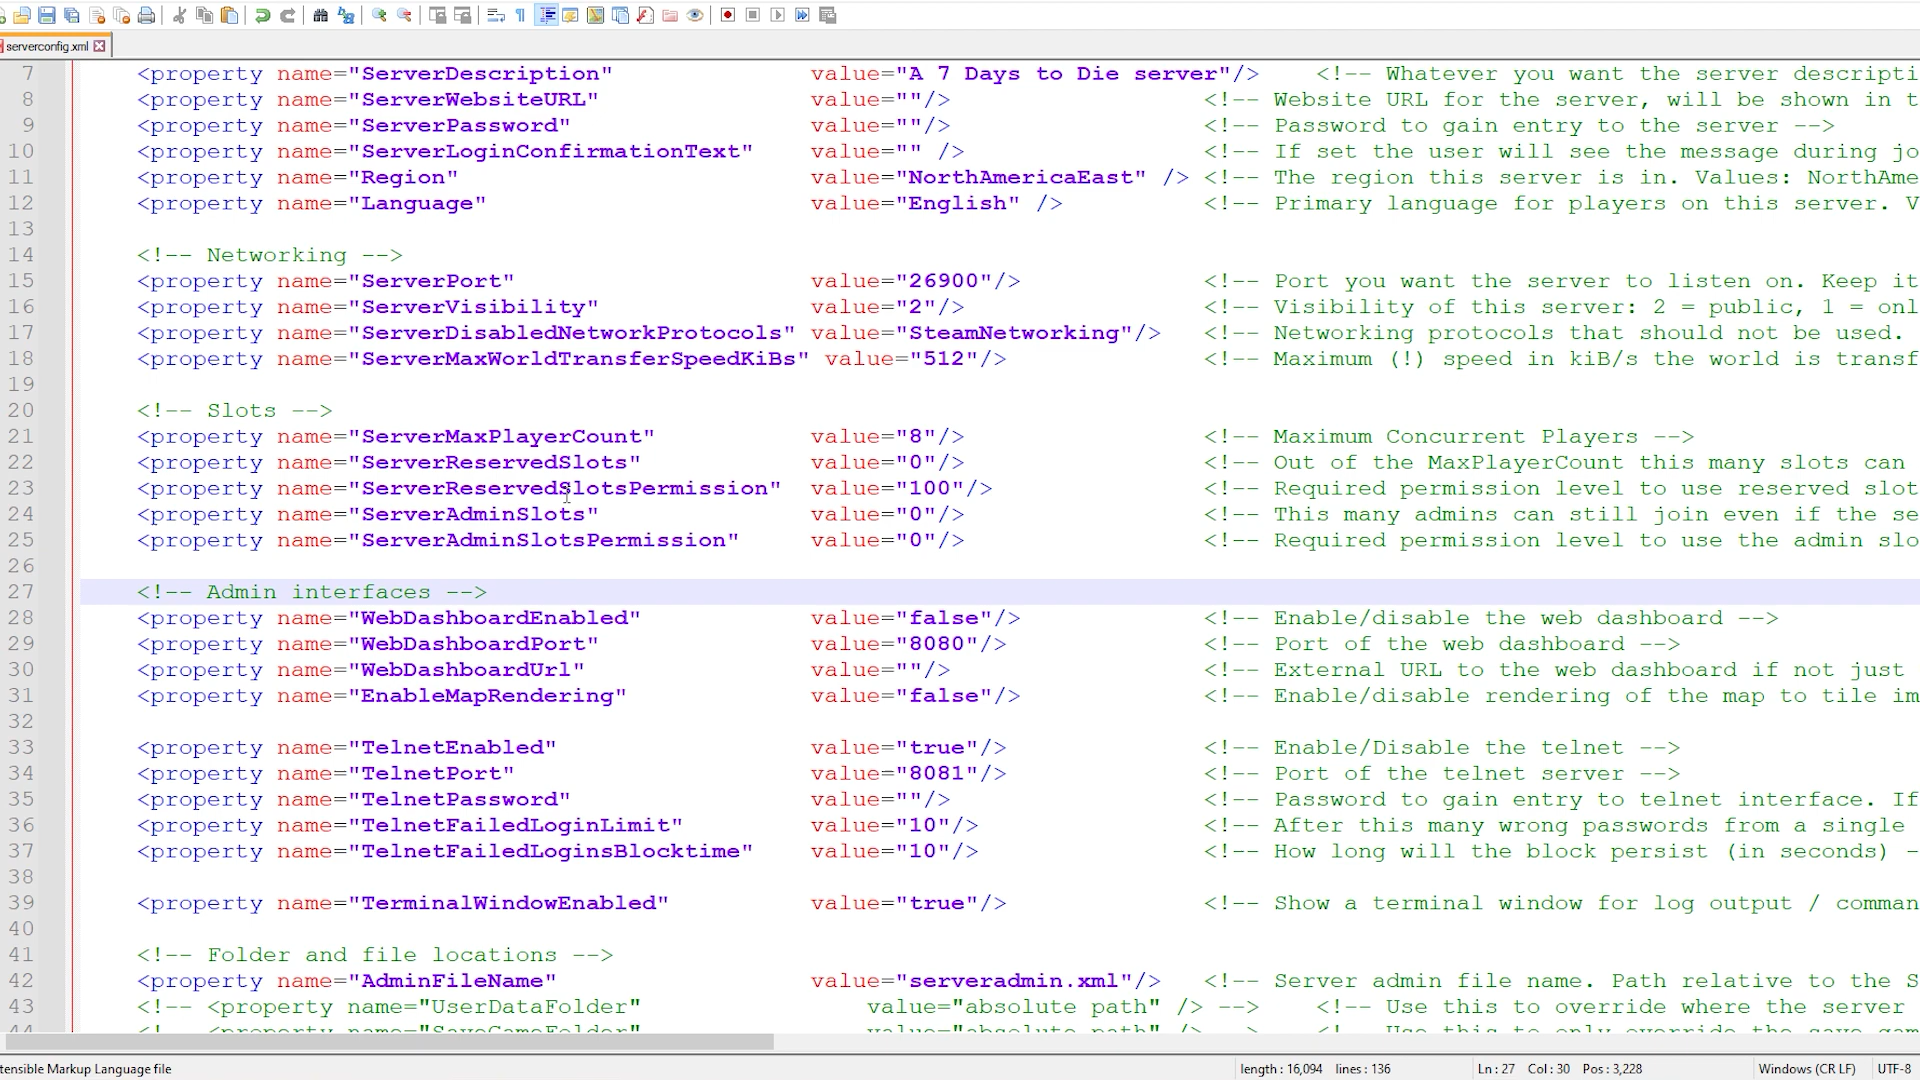 serverconfig.xml
7 <property name="ServerDescription" value="A 7 Days to Die server"/> <!-- Whatever you want the server descripti
8 <property name="ServerWebsiteURL" value=""/> <!-- Website URL for the server, will be shown in t
9 <property name="ServerPassword" value=""/> <!-- Password to gain entry to the server -->
10 <property name="ServerLoginConfirmationText" value="" /> <!-- If set the user will see the message during jo
11 <property name="Region" value="NorthAmericaEast" /> <!-- The region this server is in. Values: NorthAme
12 <property name="Language" value="English" /> <!-- Primary language for players on this server. V
13
14 <!-- Networking -->
15 <property name="ServerPort" value="26900"/> <!-- Port you want the server to listen on. Keep it
16 <property name="ServerVisibility" value="2"/> <!-- Visibility of this server: 2 = public, 1 = onl
17 <property name="ServerDisabledNetworkProtocols" value="SteamNetworking"/> <!-- Networking protocols that should not be used.
18 <property name="ServerMaxWorldTransferSpeedKiBs" value="512"/> <!-- Maximum (!) speed in kiB/s the world is transf
19
20 <!-- Slots -->
21 <property name="ServerMaxPlayerCount" value="8"/> <!-- Maximum Concurrent Players -->
22 <property name="ServerReservedSlots" value="0"/> <!-- Out of the MaxPlayerCount this many slots can
23 <property name="ServerReservedSlotsPermission" value="100"/> <!-- Required permission level to use reserved slot
24 <property name="ServerAdminSlots" value="0"/> <!-- This many admins can still join even if the se
25 <property name="ServerAdminSlotsPermission" value="0"/> <!-- Required permission level to use the admin slo
26
27 <!-- Admin interfaces -->
28 <property name="WebDashboardEnabled" value="false"/> <!-- Enable/disable the web dashboard -->
29 <property name="WebDashboardPort" value="8080"/> <!-- Port of the web dashboard -->
30 <property name="WebDashboardUrl" value=""/> <!-- External URL to the web dashboard if not just
31 <property name="EnableMapRendering" value="false"/> <!-- Enable/disable rendering of the map to tile im
32
33 <property name="TelnetEnabled" value="true"/> <!-- Enable/Disable the telnet -->
34 <property name="TelnetPort" value="8081"/> <!-- Port of the telnet server -->
35 <property name="TelnetPassword" value=""/> <!-- Password to gain entry to telnet interface. If
36 <property name="TelnetFailedLoginLimit" value="10"/> <!-- After this many wrong passwords from a single
37 <property name="TelnetFailedLoginsBlocktime" value="10"/> <!-- How long will the block persist (in seconds) -
38
39 <property name="TerminalWindowEnabled" value="true"/> <!-- Show a terminal window for log output / comman
40
41 <!-- Folder and file locations -->
42 <property name="AdminFileName" value="serveradmin.xml"/> <!-- Server admin file name. Path relative to the S
43 <!-- <property name="UserDataFolder" value="absolute path" /> --> <!-- Use this to override where the server
44 <!-- <property name="SaveGameFolder" value="absolute path" /> --> <!-- Use this to only override the save gam
tensible Markup Language file length : 16,094 lines : 136 Ln : 27 Col : 30 Pos : 3,228 Windows (CR LF) UTF-8